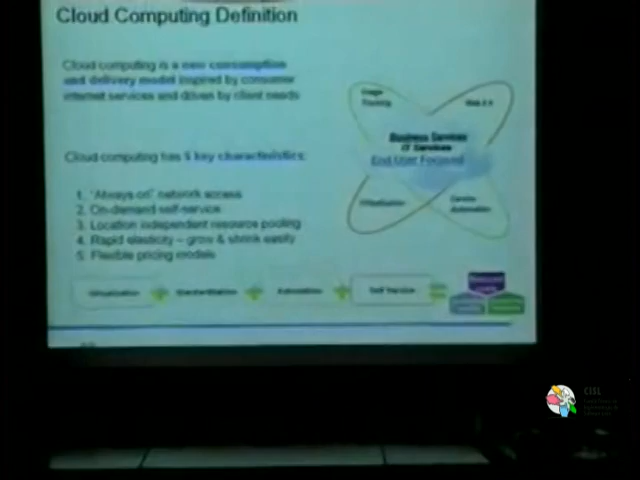 Cloud Computing Definition
Cloud computing is a new consumption
and delivery model inspired by consumer
internet services and driven by client needs
Cloud computing has 5 key characteristics:
1. "Always on" network access
2. On-demand self-service
3. Location independent resource pooling
4. Rapid elasticity – grow & shrink easily
5. Flexible pricing models
Usage
Tracking
Web 2.0
Business Services
IT Services
End User Focused
Virtualization
Service
Automation
Virtualization + Standardization + Automation + Self Service =
CISL